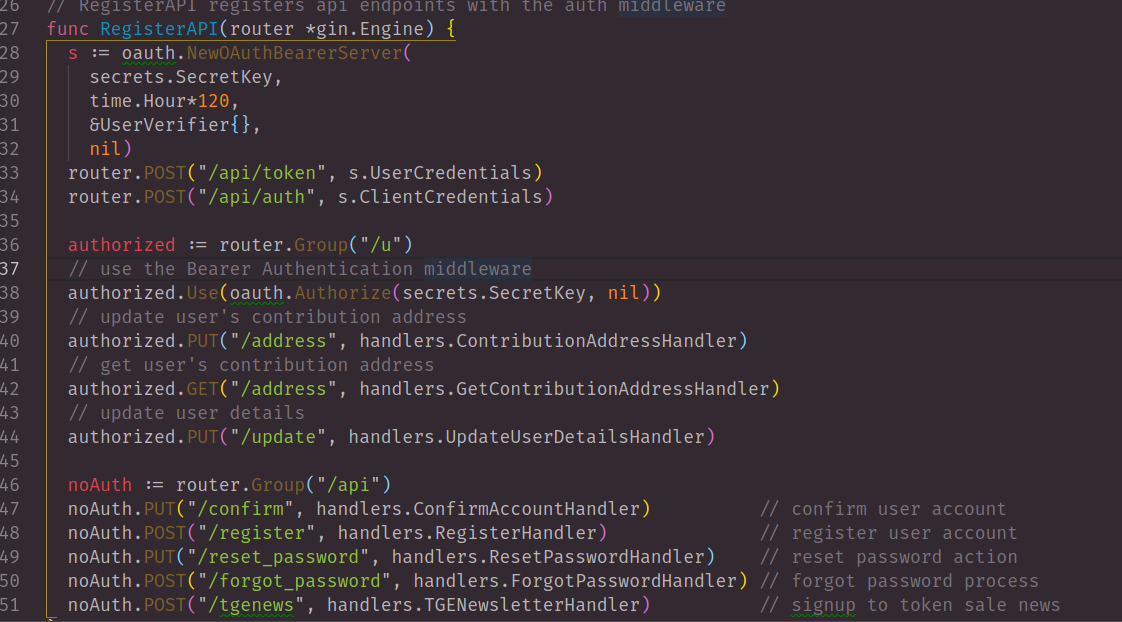 26 // RegisterAPI registers api endpoints with the auth middleware
27 func RegisterAPI(router *gin.Engine) {
28   s := oauth.NewOAuthBearerServer(
29     secrets.SecretKey,
30     time.Hour*120,
31     &UserVerifier{},
32     nil)
33   router.POST("/api/token", s.UserCredentials)
34   router.POST("/api/auth", s.ClientCredentials)
35
36   authorized := router.Group("/u")
37   // use the Bearer Authentication middleware
38   authorized.Use(oauth.Authorize(secrets.SecretKey, nil))
39   // update user's contribution address
40   authorized.PUT("/address", handlers.ContributionAddressHandler)
41   // get user's contribution address
42   authorized.GET("/address", handlers.GetContributionAddressHandler)
43   // update user details
44   authorized.PUT("/update", handlers.UpdateUserDetailsHandler)
45
46   noAuth := router.Group("/api")
47   noAuth.PUT("/confirm", handlers.ConfirmAccountHandler)          // confirm user account
48   noAuth.POST("/register", handlers.RegisterHandler)              // register user account
49   noAuth.PUT("/reset_password", handlers.ResetPasswordHandler)    // reset password action
50   noAuth.POST("/forgot_password", handlers.ForgotPasswordHandler) // forgot password process
51   noAuth.POST("/tgenews", handlers.TGENewsletterHandler)          // signup to token sale news